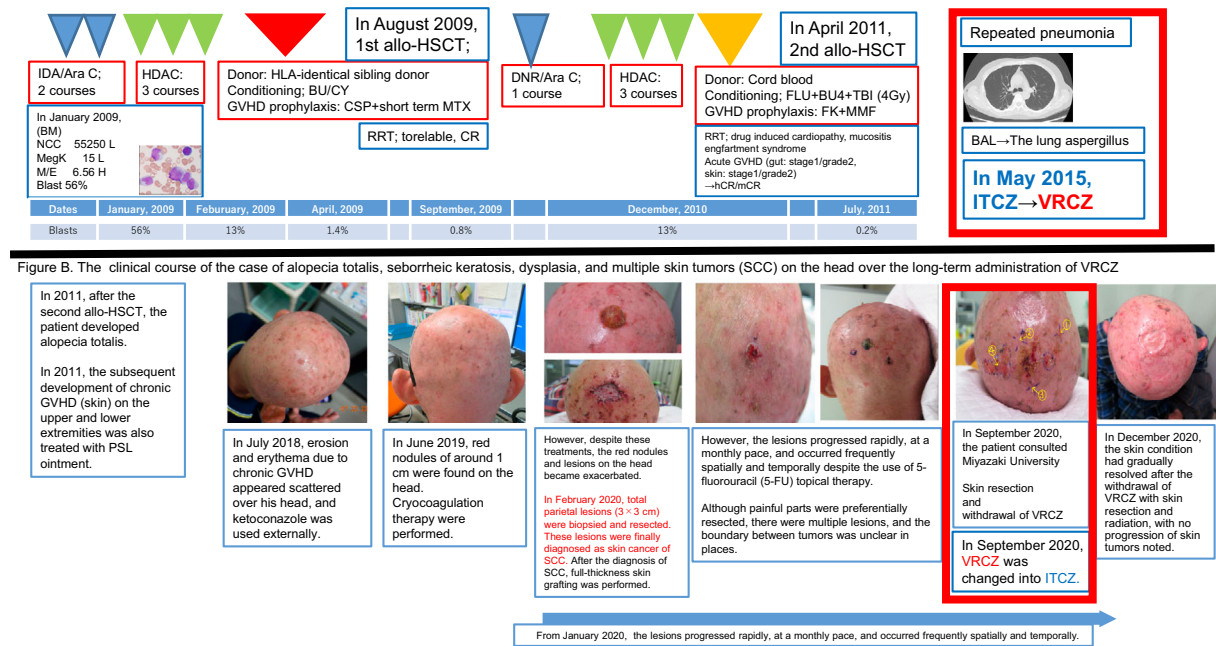 In August 2009,
1st allo-HSCT;
In April 2011,
2nd allo-HSCT
Repeated pneumonia
IDA/Ara C;
2 courses
HDAC:
3 courses
Donor: HLA-identical sibling donor
Conditioning; BU/CY
GVHD prophylaxis: CSP+short term MTX
DNR/Ara C;
1 course
HDAC:
3 courses
Donor: Cord blood
Conditioning; FLU+BU4+TBI (4Gy)
GVHD prophylaxis: FK+MMF
In January 2009,
(BM)
NCC 55250 L
MegK 15 L
M/E 6.56 H
Blast 56%
RRT; torelable, CR
RRT; drug induced cardiopathy, mucositis
engfartment syndrome
Acute GVHD (gut: stage1/grade2,
skin: stage1/grade2)
→hCR/mCR
BAL→The lung aspergillus
In May 2015,
ITCZ→VRCZ
Dates January, 2009 Feburuary, 2009 April, 2009 September, 2009 December, 2010 July, 2011
Blasts 56% 13% 1.4% 0.8% 13% 0.2%
Figure B. The clinical course of the case of alopecia totalis, seborrheic keratosis, dysplasia, and multiple skin tumors (SCC) on the head over the long-term administration of VRCZ
In 2011, after the
second allo-HSCT, the
patient developed
alopecia totalis.
In 2011, the subsequent
development of chronic
GVHD (skin) on the
upper and lower
extremities was also
treated with PSL
ointment.
In July 2018, erosion
and erythema due to
chronic GVHD
appeared scattered
over his head, and
ketoconazole was
used externally.
In June 2019, red
nodules of around 1
cm were found on the
head.
Cryocoagulation
therapy were
performed.
However, despite these
treatments, the red nodules
and lesions on the head
became exacerbated.
In February 2020, total
parietal lesions (3×3 cm)
were biopsied and resected.
These lesions were finally
diagnosed as skin cancer of
SCC. After the diagnosis of
SCC, full-thickness skin
grafting was performed.
However, the lesions progressed rapidly, at a
monthly pace, and occurred frequently
spatially and temporally despite the use of 5-
fluorouracil (5-FU) topical therapy.
Although painful parts were preferentially
resected, there were multiple lesions, and the
boundary between tumors was unclear in
places.
In September 2020,
the patient consulted
Miyazaki University
Skin resection
and
withdrawal of VRCZ
In September 2020,
VRCZ was
changed into ITCZ.
In December 2020,
the skin condition
had gradually
resolved after the
withdrawal of
VRCZ with skin
resection and
radiation, with no
progression of skin
tumors noted.
From January 2020, the lesions progressed rapidly, at a monthly pace, and occurred frequently spatially and temporally.